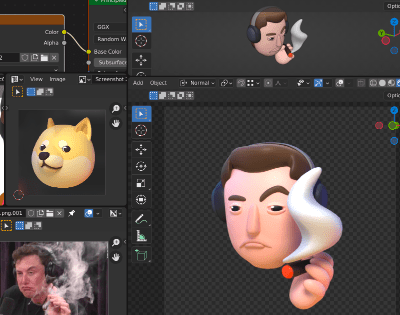 Principled
GGX
Random W
Color
Alpha
Base Color
Subsurface
View
Image
Screenshot
Add
Object
Normal
Optio
Optio
.png.001